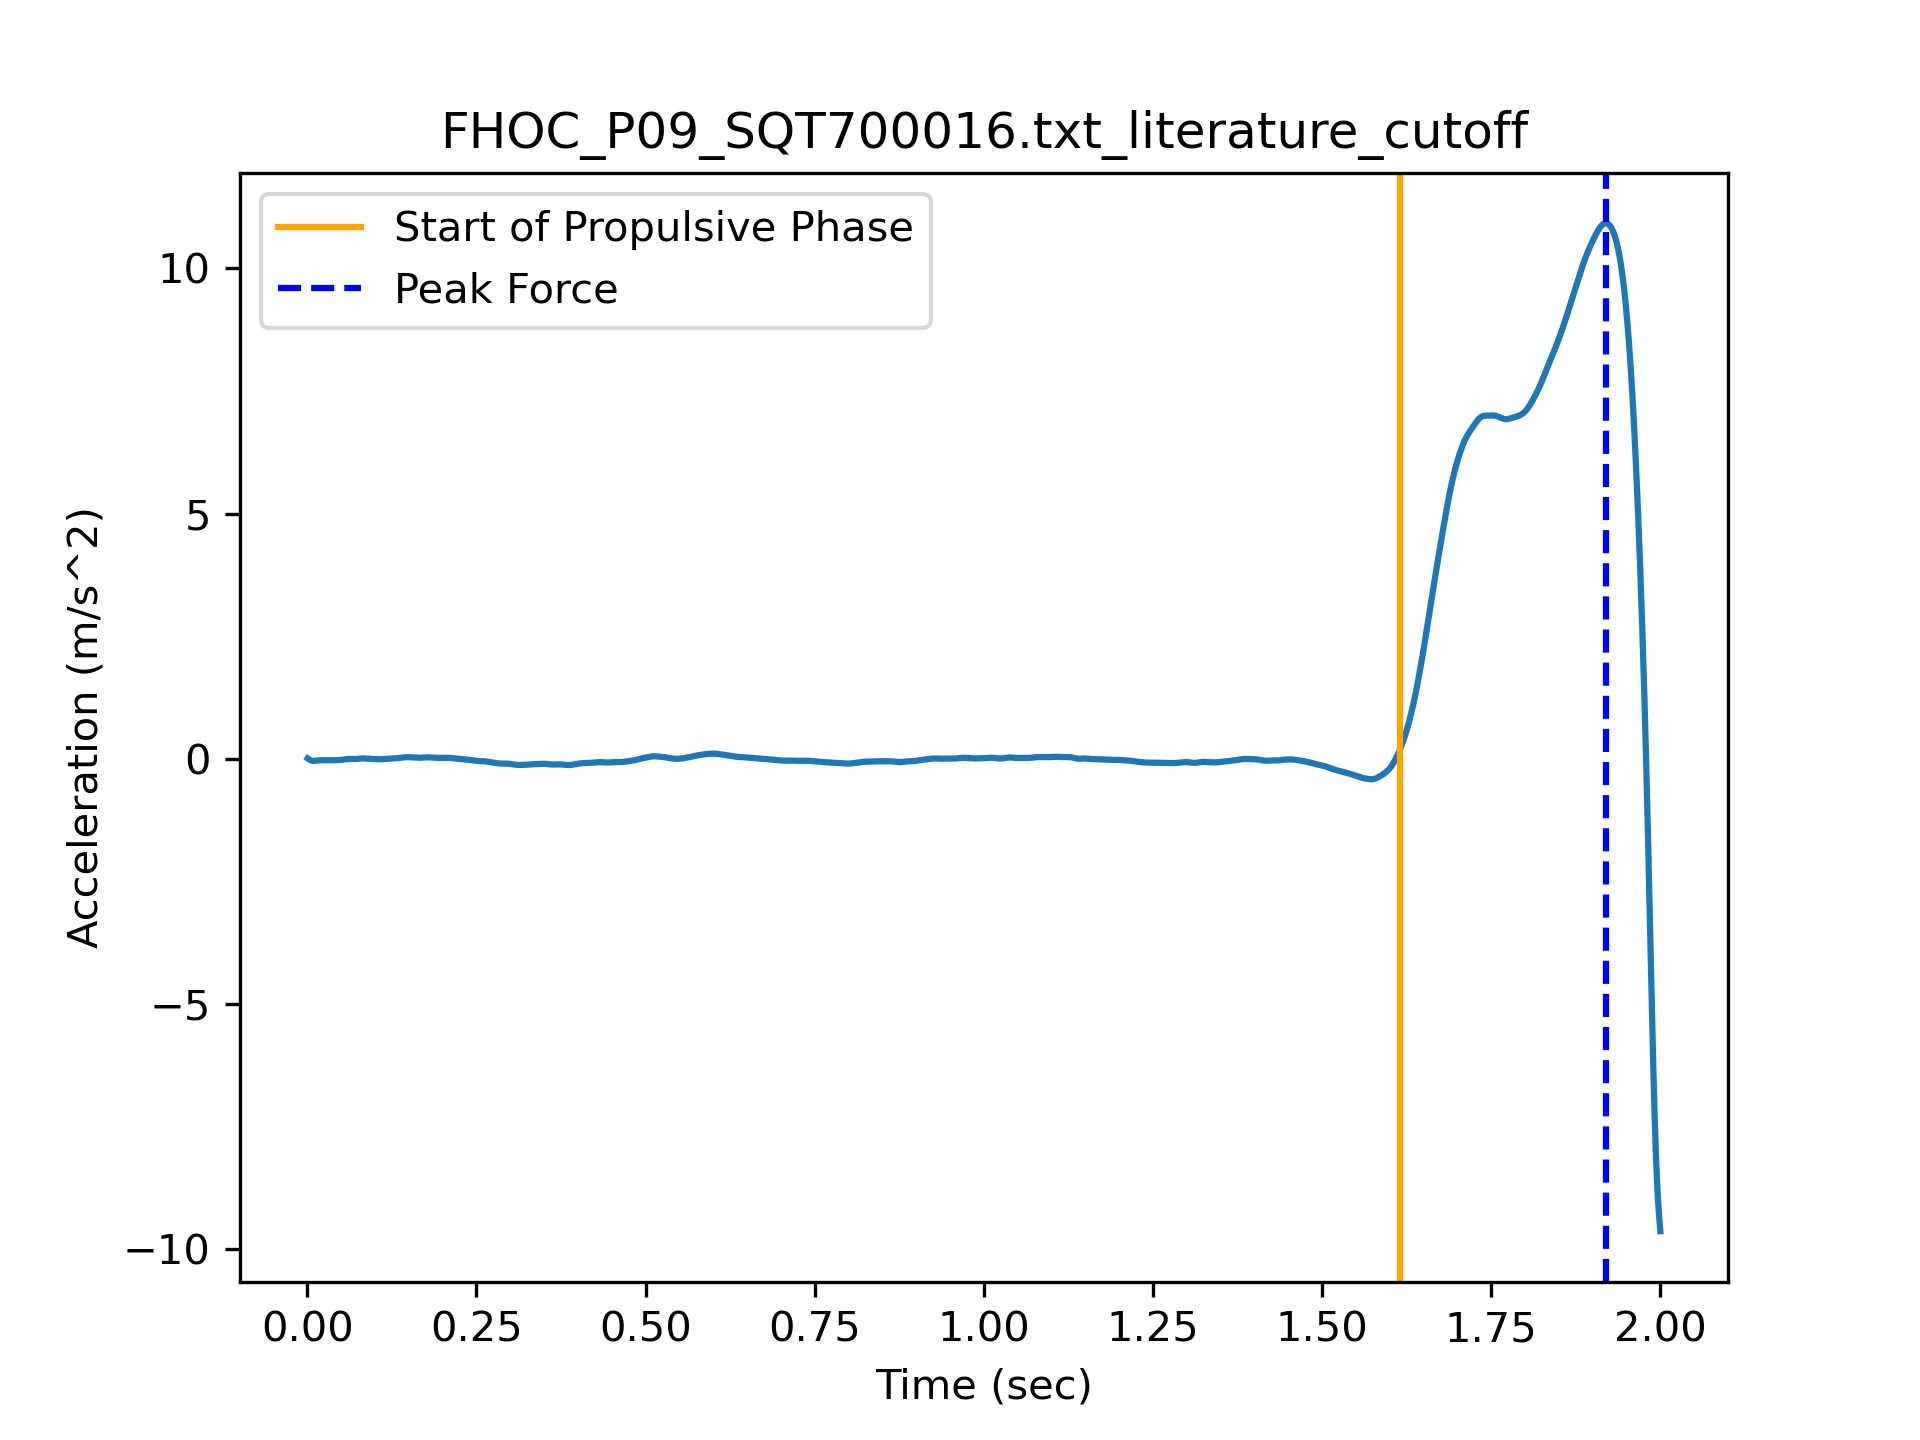 FHOC_P09_SQT700016.txt_literature_cutoff
Start of Propulsive Phase
Peak Force
Acceleration (m/s^2)
10
5
0
−5
−10
0.00 0.25 0.50 0.75 1.00 1.25 1.50 1.75 2.00
Time (sec)